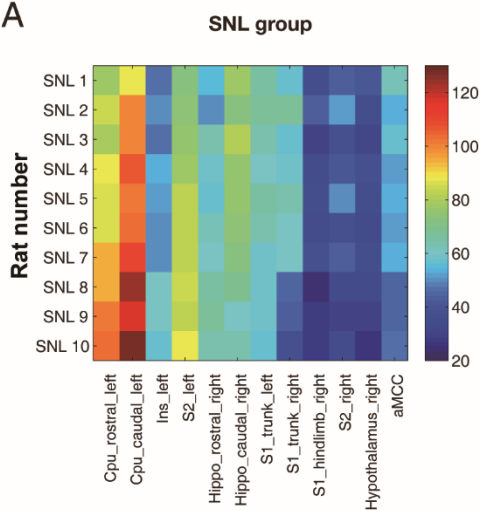 A
SNL group
Rat number
SNL 1
SNL 2
SNL 3
SNL 4
SNL 5
SNL 6
SNL 7
SNL 8
SNL 9
SNL 10
120
100
80
60
40
20
Cpu_rostral_left
Cpu_caudal_left
Ins_left
S2_left
Hippo_rostral_right
Hippo_caudal_right
S1_trunk_left
S1_trunk_right
S1_hindlimb_right
S2_right
Hypothalamus_right
aMCC